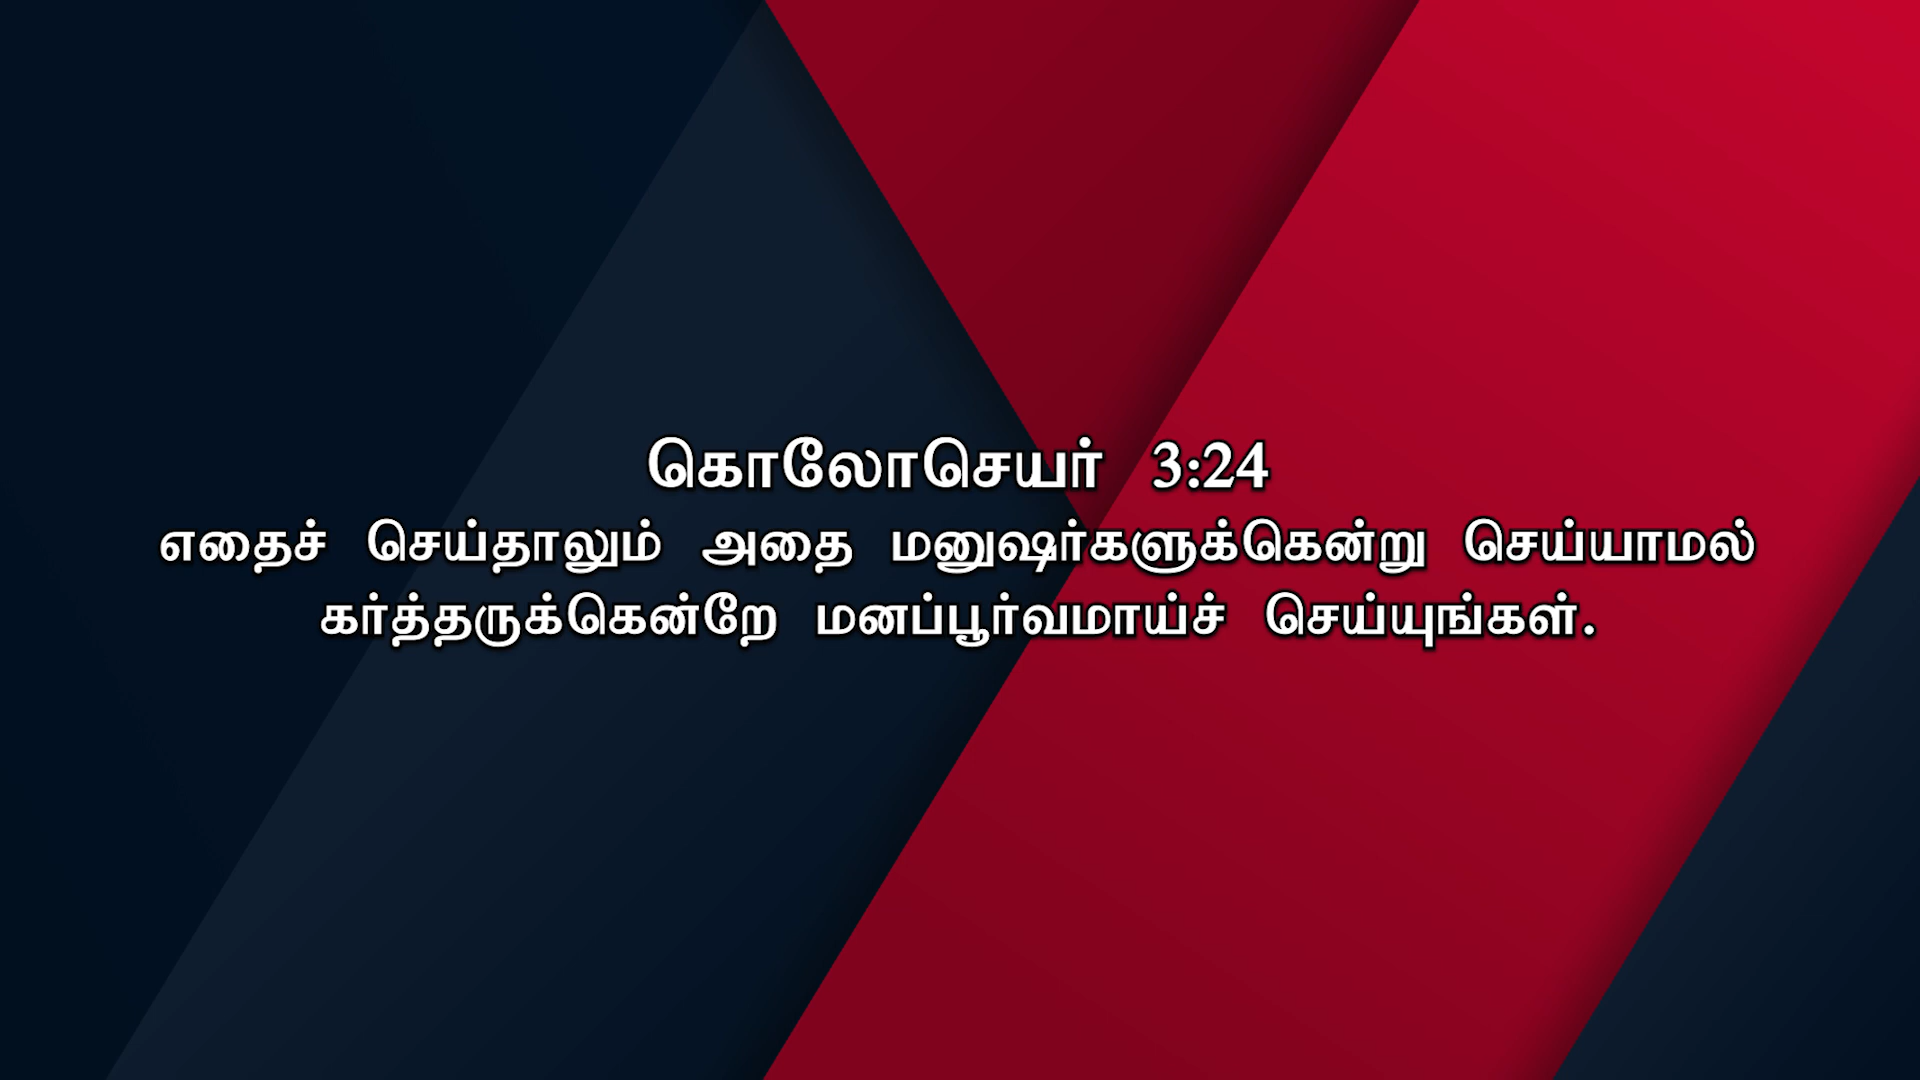 கொலோசெயர் 3:24
எதைச் செய்தாலும் அதை மனுஷர்களுக்கென்று செய்யாமல்
கர்த்தருக்கென்றே மனப்பூர்வமாய்ச் செய்யுங்கள்.